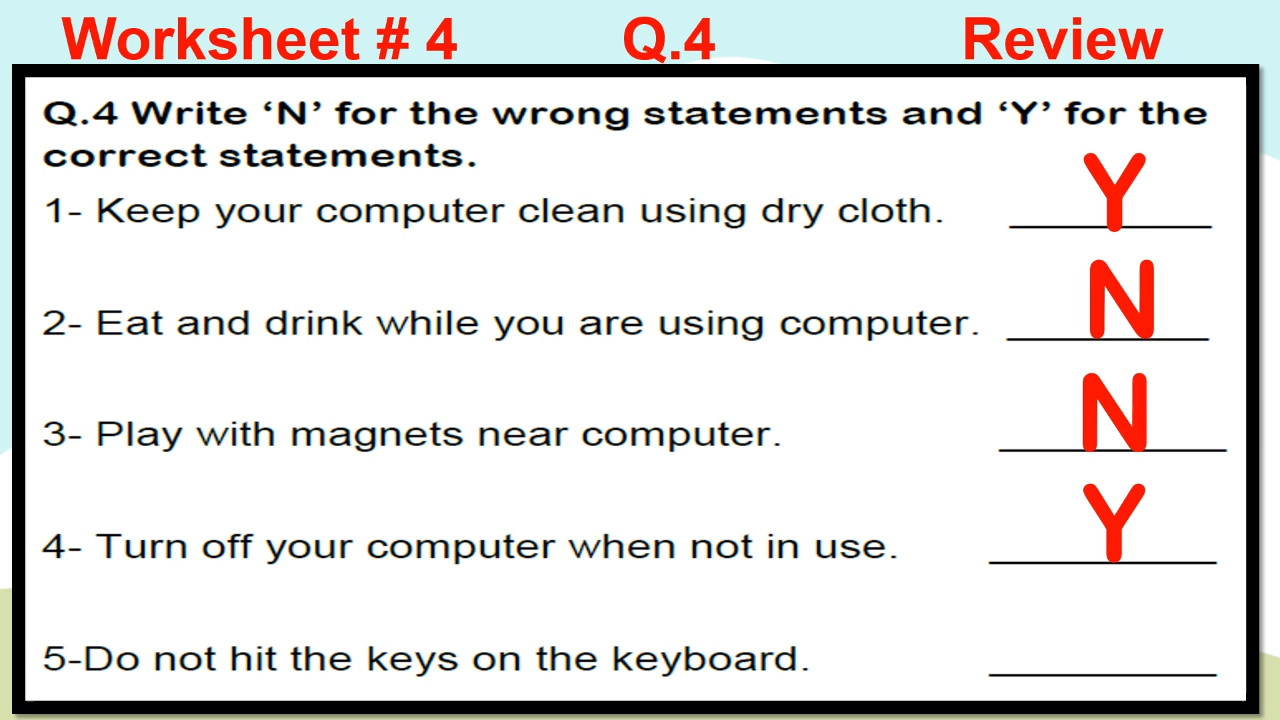 Worksheet # 4 Q.4 Review
Q.4 Write ‘N’ for the wrong statements and ‘Y’ for the
correct statements.
1- Keep your computer clean using dry cloth. Y
2- Eat and drink while you are using computer. N
3- Play with magnets near computer. N
4- Turn off your computer when not in use. Y
5-Do not hit the keys on the keyboard.